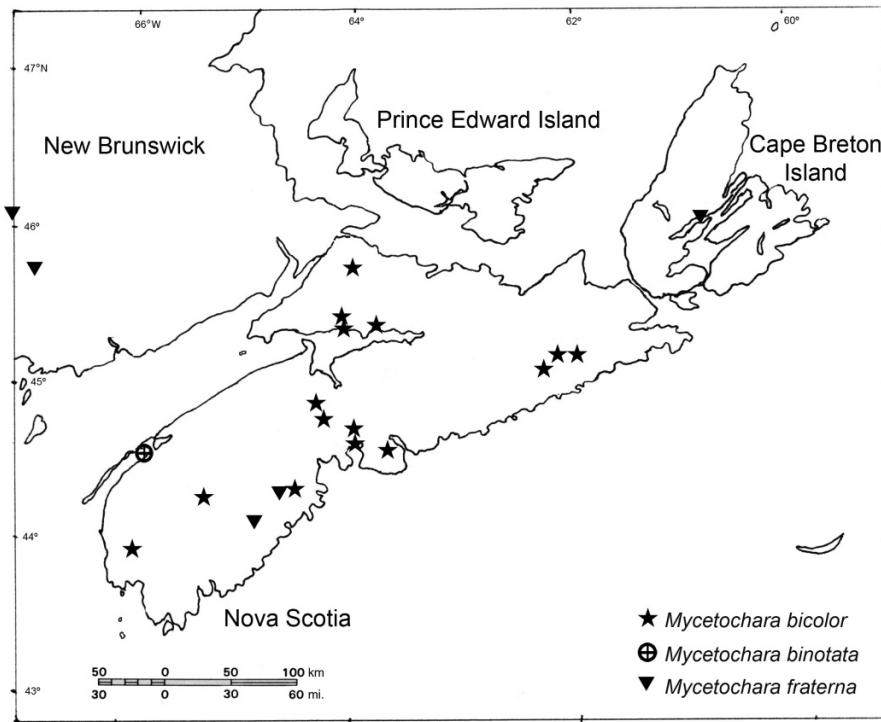 66°W 64° 62° 60°
47°N
Prince Edward Island
New Brunswick
Cape Breton
Island
46°
45°
44°
Nova Scotia
Mycetochara bicolor
Mycetochara binotata
Mycetochara fraterna
50 0 50 100 km
30 0 30 60 mi.
43°